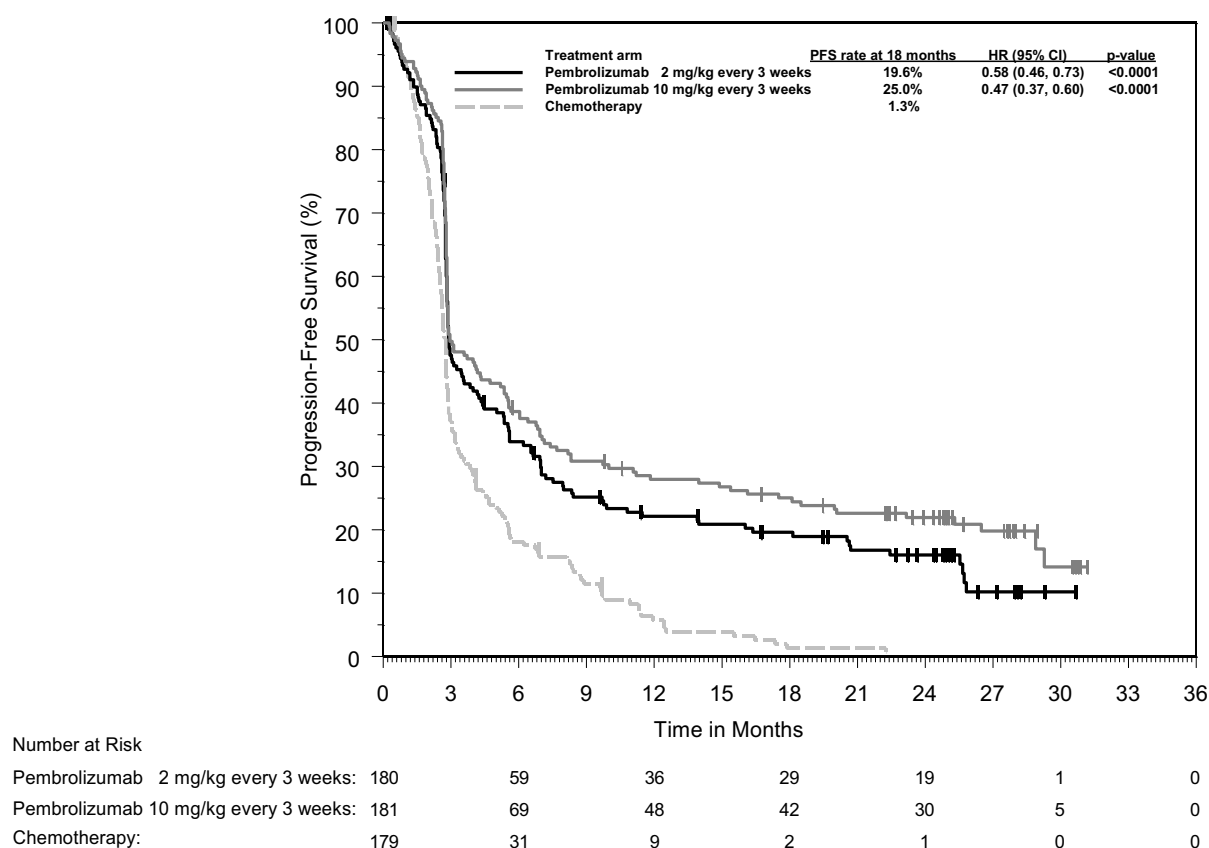 100
90
80
70
60
50
40
30
20
10
0
Progression-Free Survival (%)
Treatment arm PFS rate at 18 months HR (95% CI) p-value
Pembrolizumab 2 mg/kg every 3 weeks 19.6% 0.58 (0.46, 0.73) <0.0001
Pembrolizumab 10 mg/kg every 3 weeks 25.0% 0.47 (0.37, 0.60) <0.0001
Chemotherapy 1.3%
0 3 6 9 12 15 18 21 24 27 30 33 36
Time in Months
Number at Risk
Pembrolizumab 2 mg/kg every 3 weeks: 180 59 36 29 19 1 0
Pembrolizumab 10 mg/kg every 3 weeks: 181 69 48 42 30 5 0
Chemotherapy: 179 31 9 2 1 0 0